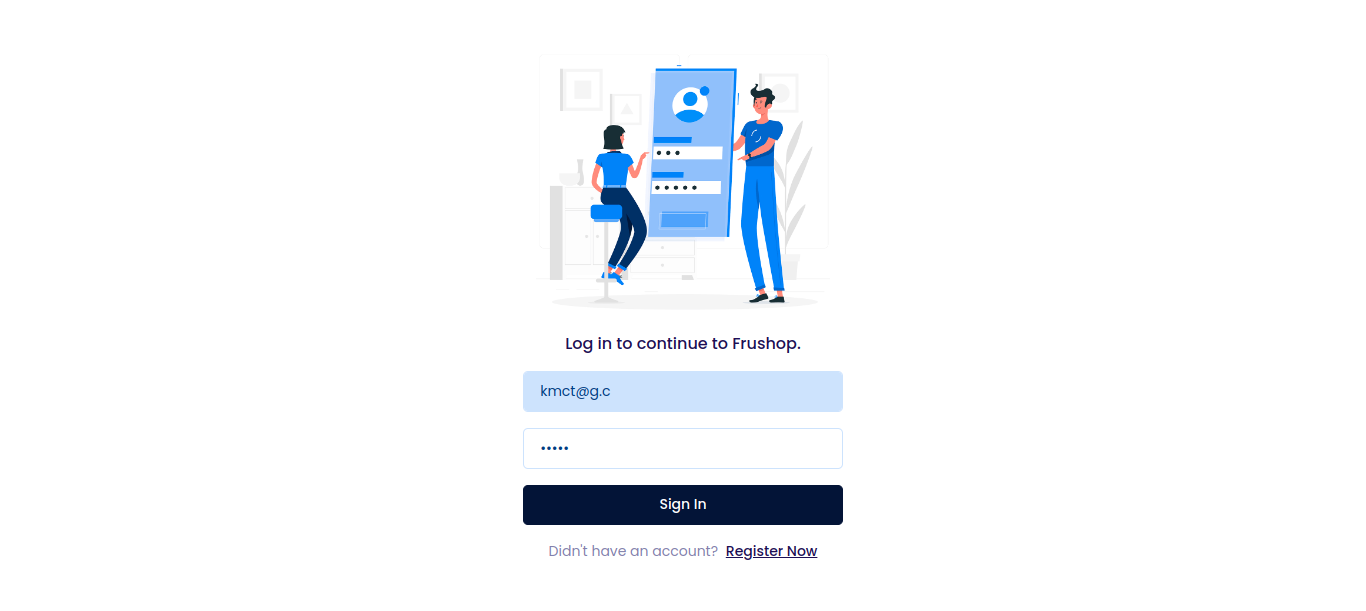 Log in to continue to Frushop.
kmct@g.c
•••••
Sign In
Didn't have an account? Register Now